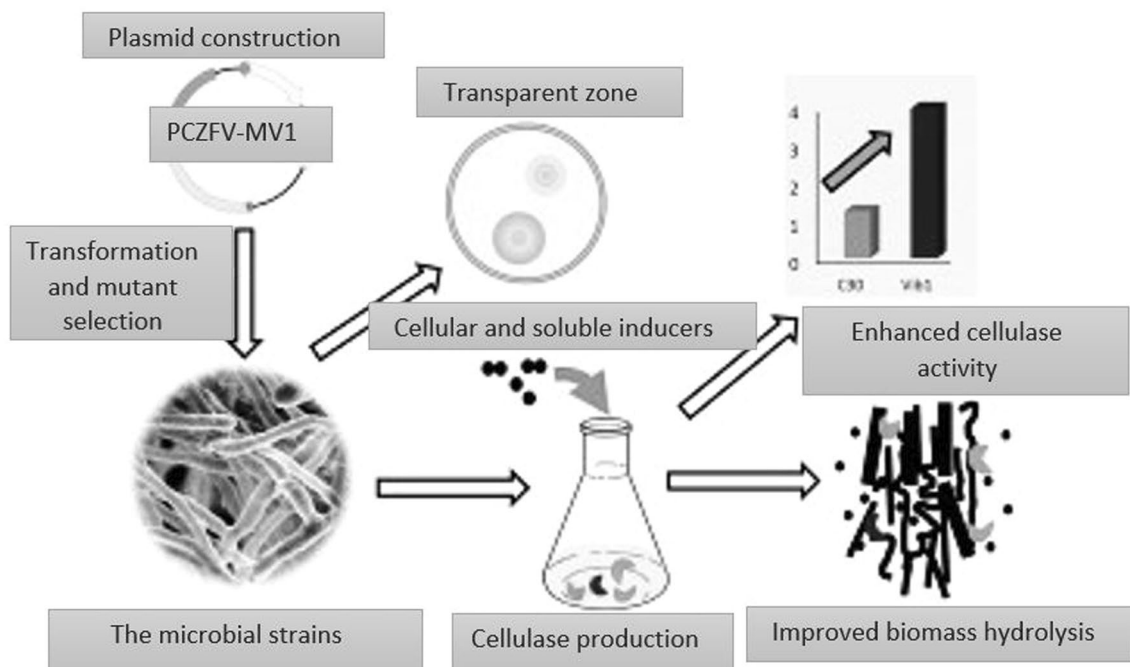 Plasmid construction
PCZFV-MV1
Transformation
and mutant
selection
Transparent zone
Cellular and soluble inducers
4
3
2
1
0
C30
Vib1
Enhanced cellulase
activity
The microbial strains
Cellulase production
Improved biomass hydrolysis